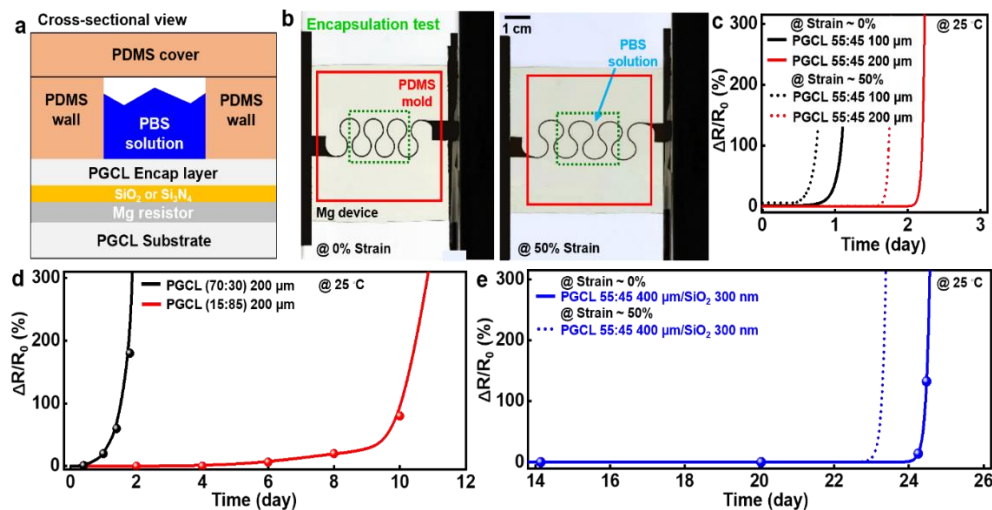 a
Cross-sectional view
PDMS cover
PDMS
wall
PBS
solution
PDMS
wall
PGCL Encap layer
SiO₂ or Si₃N₄
Mg resistor
PGCL Substrate
b
Encapsulation test
PDMS
mold
Mg device
@ 0% Strain
1 cm
PBS
solution
@ 50% Strain
c
300
200
100
0
ΔR/R₀ (%)
@ Strain ~ 0%
@ 25 °C
PGCL 55:45 100 μm
PGCL 55:45 200 μm
@ Strain ~ 50%
PGCL 55:45 100 μm
PGCL 55:45 200 μm
0 1 2 3
Time (day)
d
300
200
100
0
ΔR/R₀ (%)
PGCL (70:30) 200 μm
@ 25 °C
PGCL (15:85) 200 μm
0 2 4 6 8 10 12
Time (day)
e
300
200
100
0
ΔR/R₀ (%)
@ Strain ~ 0%
@ 25 °C
PGCL 55:45 400 μm/SiO₂ 300 nm
@ Strain ~ 50%
PGCL 55:45 400 μm/SiO₂ 300 nm
14 16 18 20 22 24 26
Time (day)